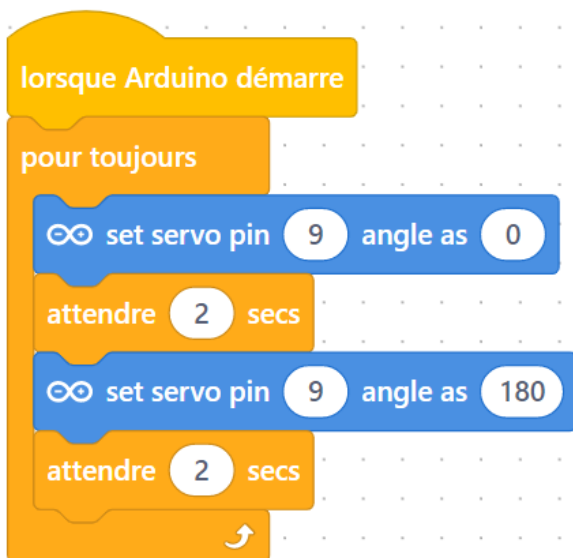 lorsque Arduino démarre
pour toujours
set servo pin 9 angle as 0
attendre 2 secs
set servo pin 9 angle as 180
attendre 2 secs